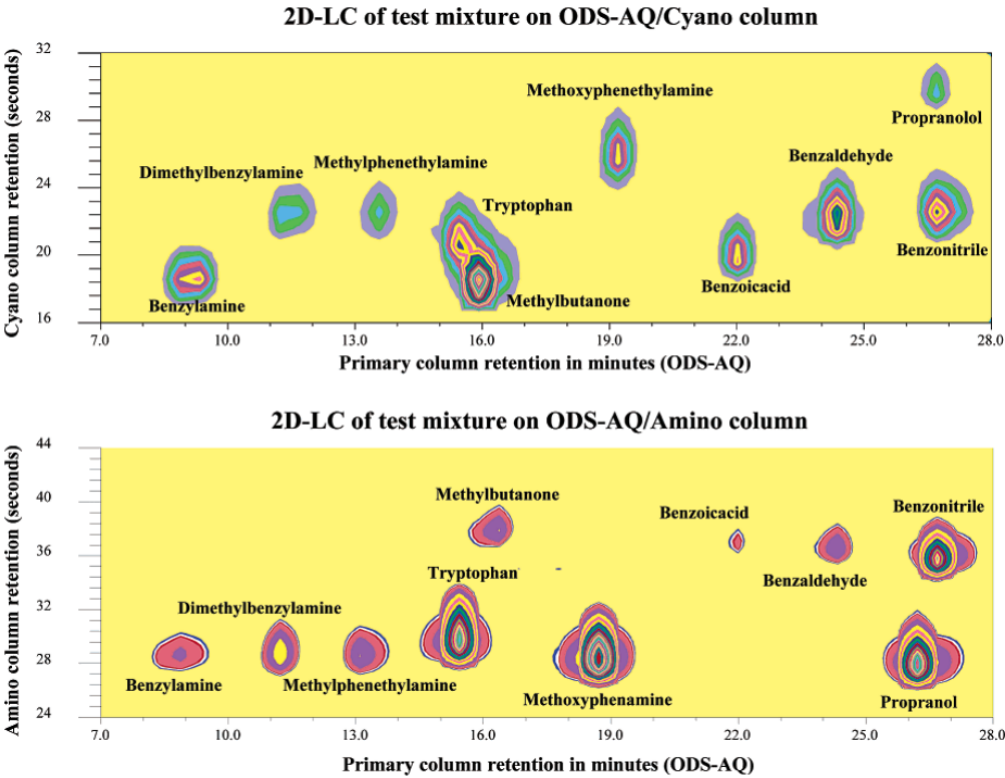 2D-LC of test mixture on ODS-AQ/Cyano column
Cyano column retention (seconds)
32
28
24
20
16
Methoxyphenethylamine
Propranolol
Dimethylbenzylamine
Methylphenethylamine
Benzaldehyde
Tryptophan
Benzonitrile
Benzylamine
Methylbutanone
Benzoicacid
7.0 10.0 13.0 16.0 19.0 22.0 25.0 28.0
Primary column retention in minutes (ODS-AQ)
2D-LC of test mixture on ODS-AQ/Amino column
Amino column retention (seconds)
44
40
36
32
28
24
Methylbutanone
Benzoicacid
Benzonitrile
Tryptophan
Benzaldehyde
Dimethylbenzylamine
Benzylamine
Methylphenethylamine
Methoxyphenamine
Propranol
7.0 10.0 13.0 16.0 19.0 22.0 25.0 28.0
Primary column retention in minutes (ODS-AQ)